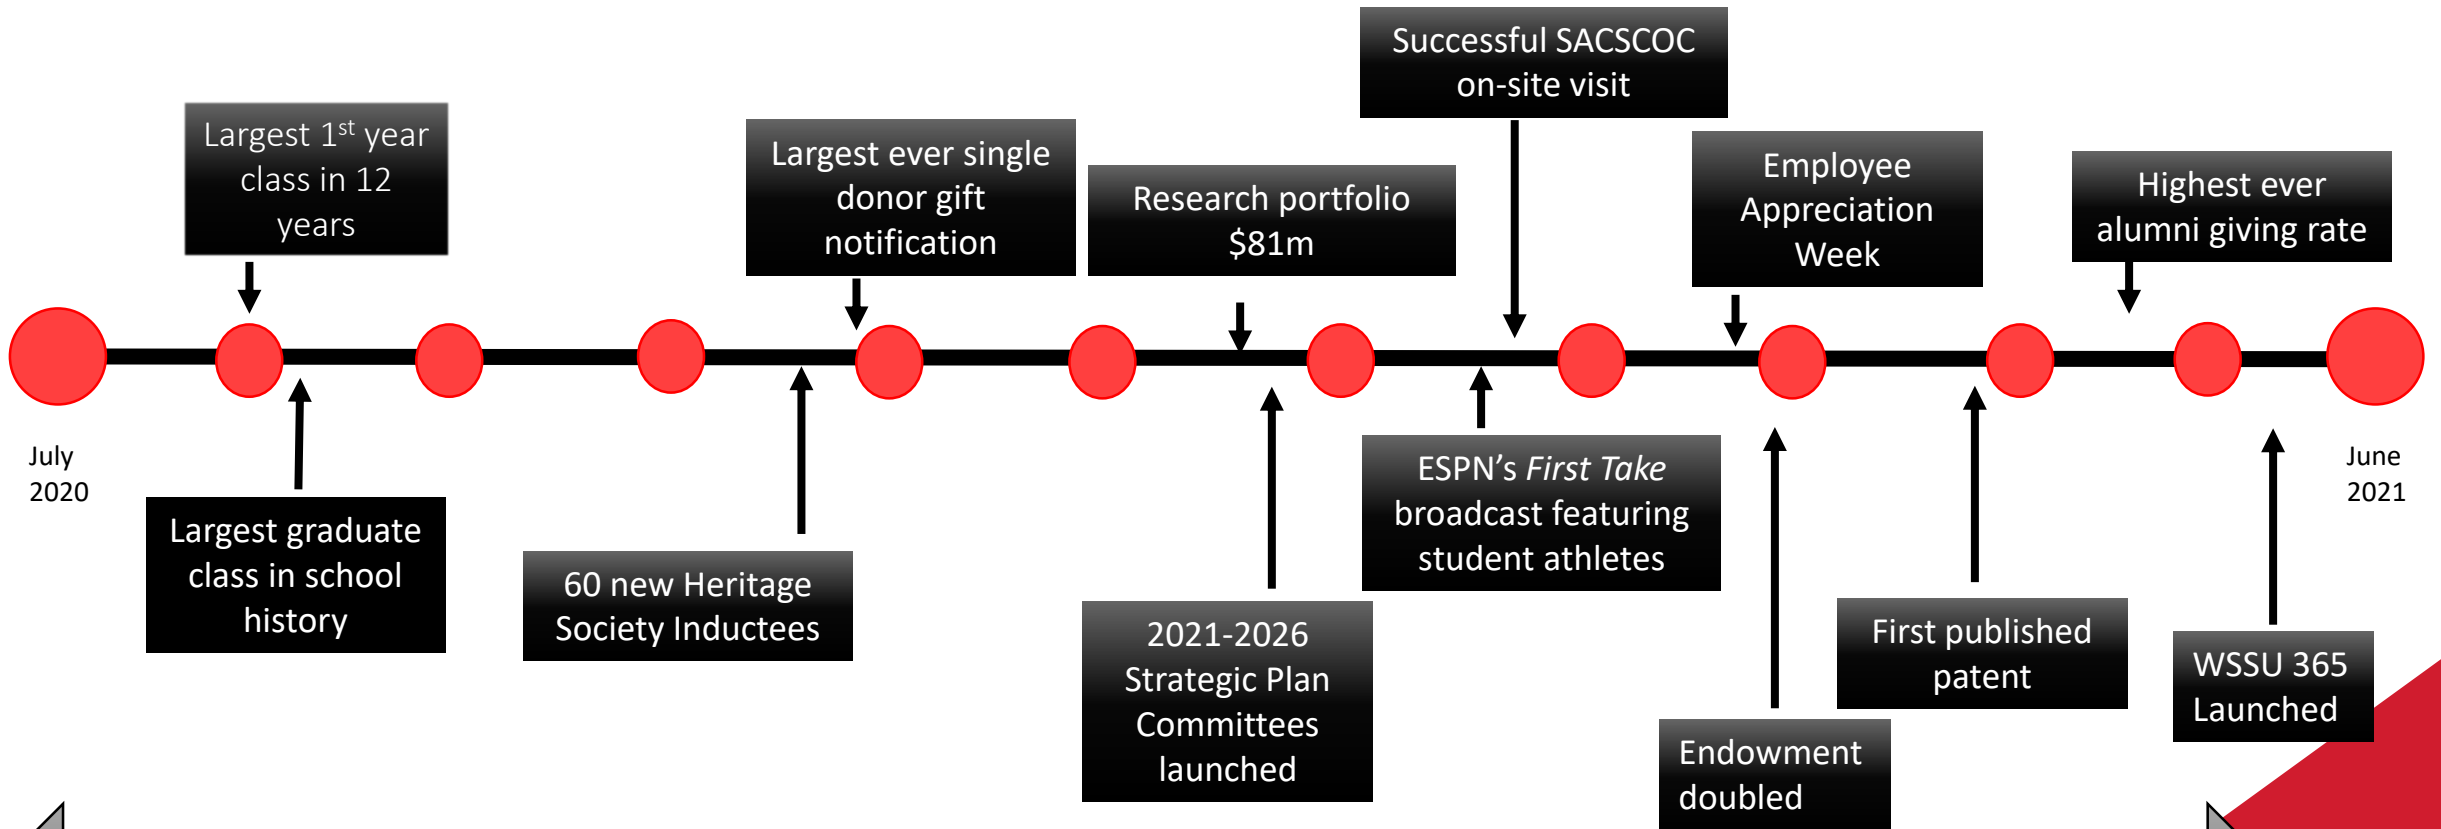 Successful SACSCOC
on-site visit
Largest 1st year
class in 12
years
Largest ever single
donor gift
notification
Research portfolio
$81m
Employee
Appreciation
Week
Highest ever
alumni giving rate
July
2020
June
2021
Largest graduate
class in school
history
60 new Heritage
Society Inductees
2021-2026
Strategic Plan
Committees
launched
ESPN’s First Take
broadcast featuring
student athletes
Endowment
doubled
First published
patent
WSSU 365
Launched